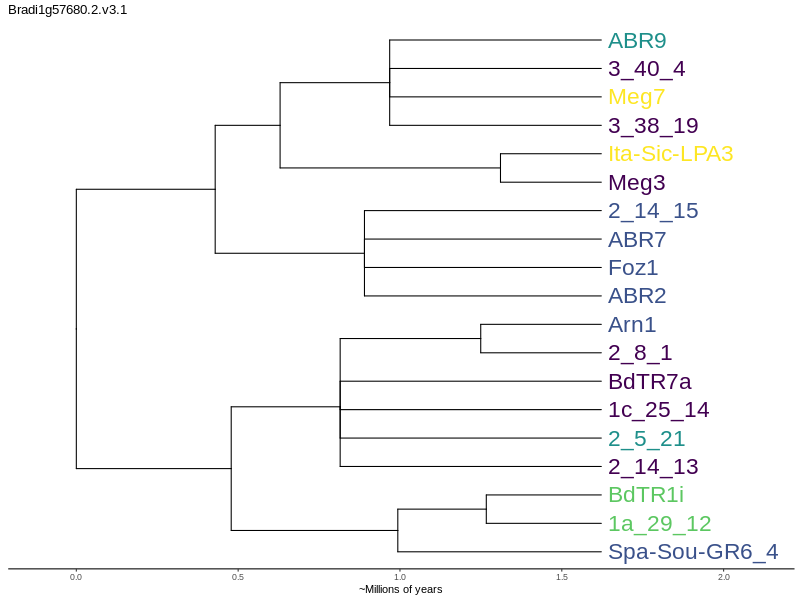 Bradi1g57680.2.v3.1
ABR9
3_40_4
Meg7
3_38_19
Ita-Sic-LPA3
Meg3
2_14_15
ABR7
Foz1
ABR2
Arn1
2_8_1
BdTR7a
1c_25_14
2_5_21
2_14_13
BdTR1i
1a_29_12
Spa-Sou-GR6_4
0.0 0.5 1.0 1.5 2.0
~Millions of years